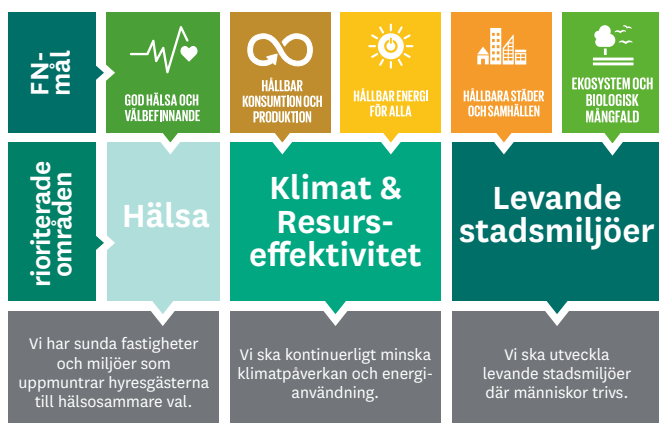 FN-
mål
GOD HÄLSA OCH
VÄLBEFINNANDE
HÅLLBAR
KONSUMTION OCH
PRODUKTION
HÅLLBAR ENERGI
FÖR ALLA
HÅLLBARA STÄDER
OCH SAMHÄLLEN
EKOSYSTEM OCH
BIOLOGISK
MÅNGFALD
rioriterade
områden
Hälsa
Klimat &
Resurs-
effektivitet
Levande
stadsmiljöer
Vi har sunda fastigheter
och miljöer som
uppmuntrar hyresgästerna
till hälsosammare val.
Vi ska kontinuerligt minska
klimatpåverkan och energi-
användning.
Vi ska utveckla
levande stadsmiljöer
där människor trivs.